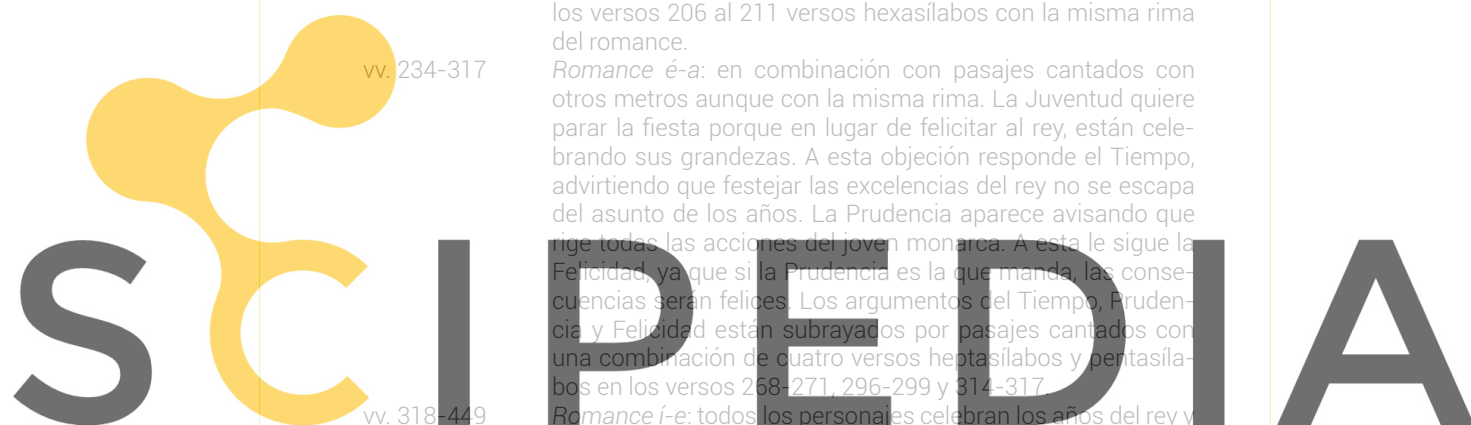 los versos 206 al 211 versos hexasílabos con la misma rima
del romance.
vv. 234-317 Romance é-a: en combinación con pasajes cantados con
otros metros aunque con la misma rima. La Juventud quiere
parar la fiesta porque en lugar de felicitar al rey, están cele-
brando sus grandezas. A esta objeción responde el Tiempo,
advirtiendo que festejar las excelencias del rey no se escapa
del asunto de los años. La Prudencia aparece avisando que
rige todas las acciones del joven monarca. A esta le sigue la
Felicidad, ya que si la Prudencia es la que manda, las conse-
cuencias serán felices. Los argumentos del Tiempo, Pruden-
cia y Felicidad están subrayados por pasajes cantados con
una combinación de cuatro versos heptasílabos y pentasíla-
bos en los versos 268-271, 296-299 y 314-317.
vv. 318-449 Romance í-e: todos los personajes celebran los años del rey y
SCIPEDIA